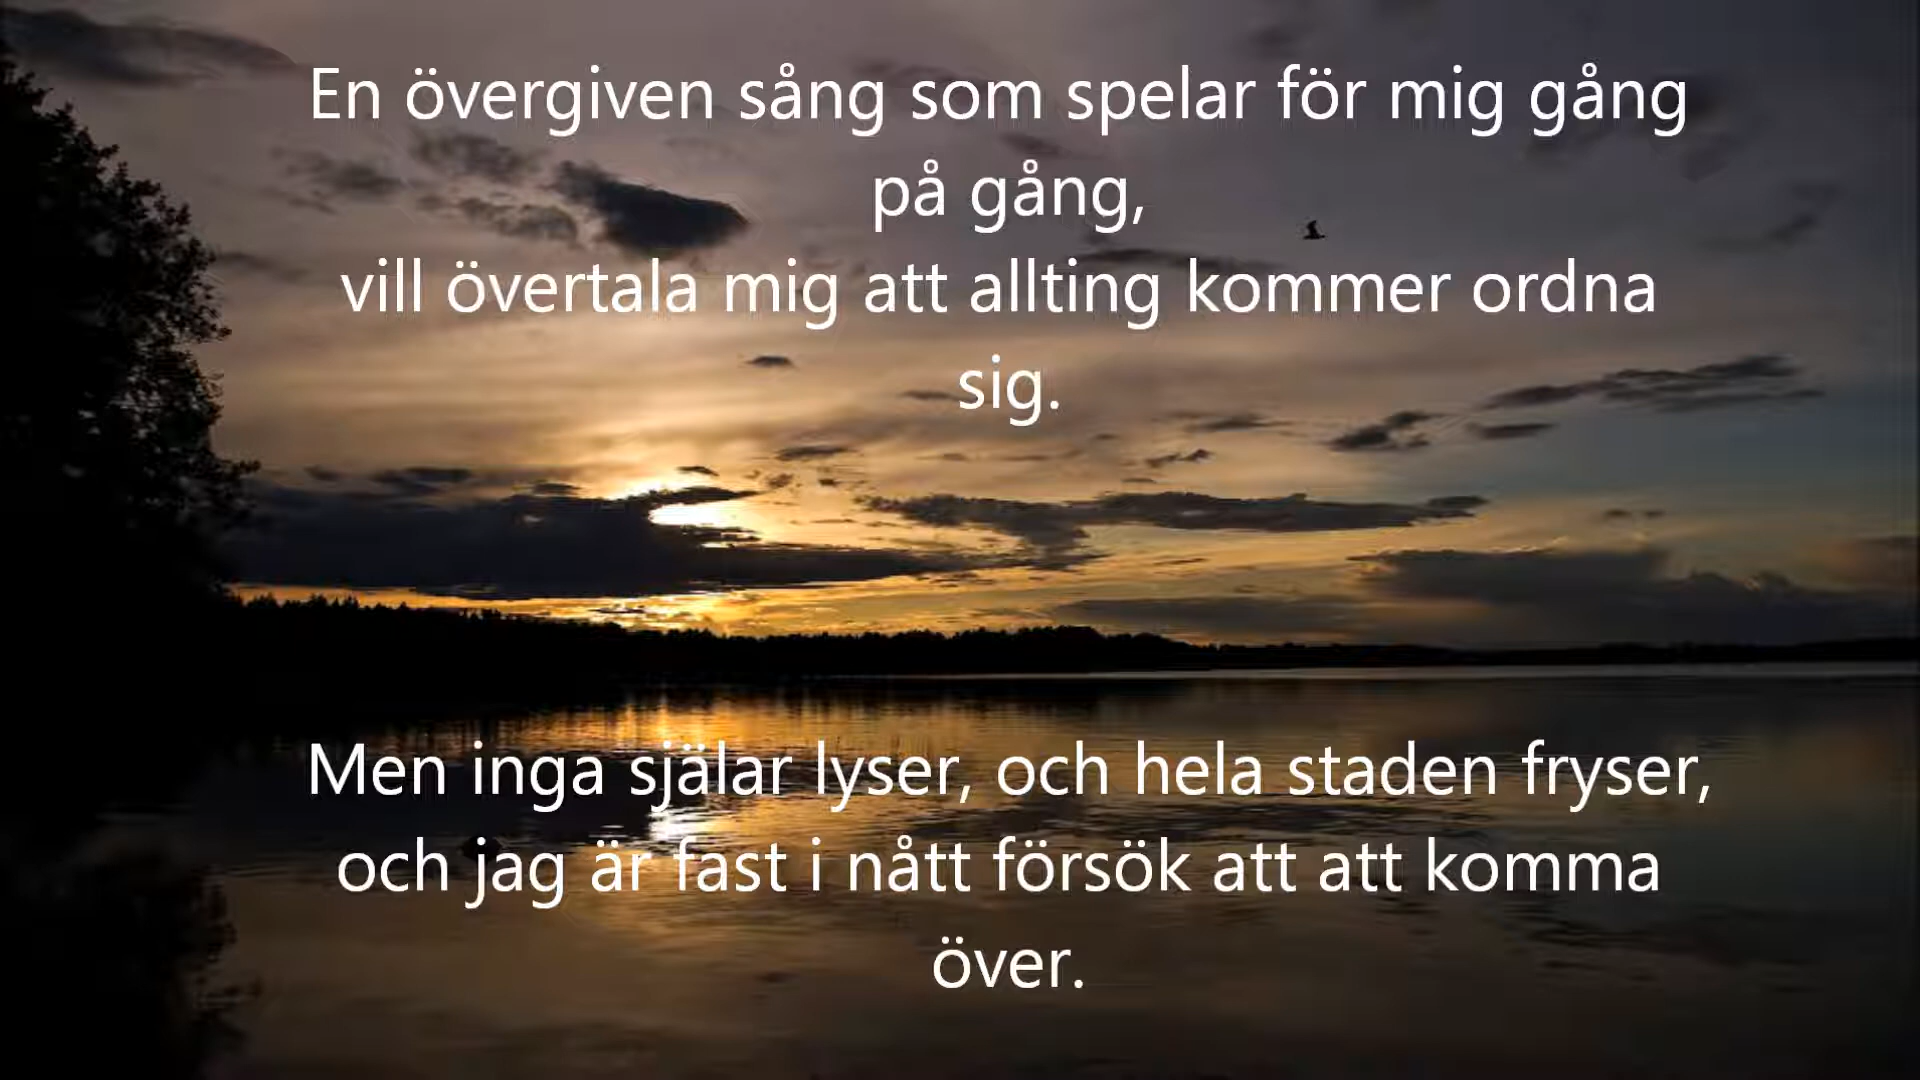 En övergiven sång som spelar för mig gång
på gång,
vill övertala mig att allting kommer ordna
sig.
Men inga själar lyser, och hela staden fryser,
och jag är fast i nått försök att att komma
över.